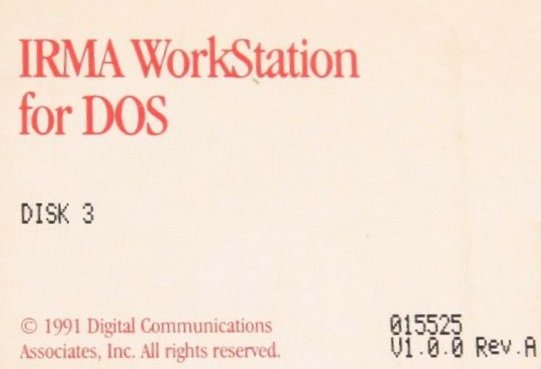 IRMA WorkStation
for DOS
DISK 3
© 1991 Digital Communications
Associates, Inc. All rights reserved.
015525
V1.0.0 Rev.A